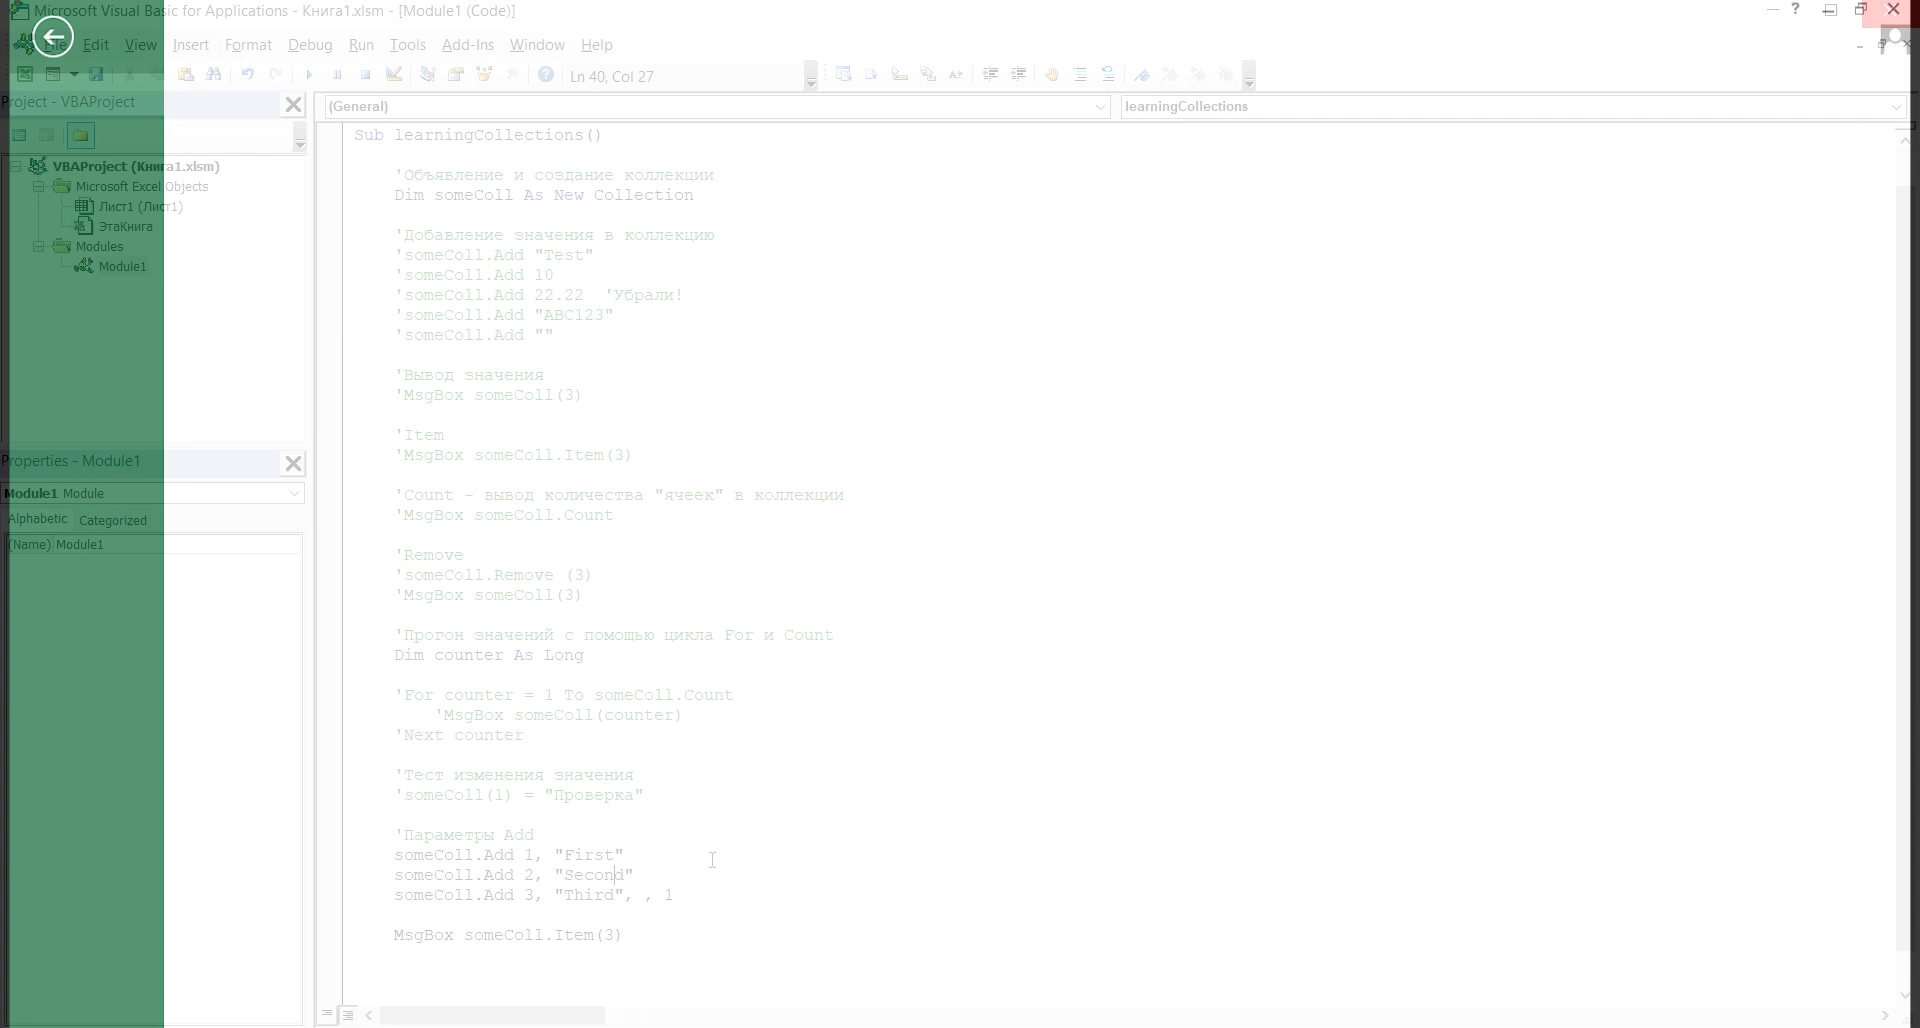 Microsoft Visual Basic for Applications - Книга1.xlsm - [Module1 (Code)]
File Edit View Insert Format Debug Run Tools Add-Ins Window Help
Ln 40, Col 27
Project - VBAProject
(General)
learningCollections
VBAProject (Книга1.xlsm)
Microsoft Excel Objects
Лист1 (Лист1)
ЭтаКнига
Modules
Module1
Properties - Module1
Module1 Module
Alphabetic Categorized
(Name) Module1
Sub learningCollections()
'Объявление и создание коллекции
Dim someColl As New Collection
'Добавление значения в коллекцию
'someColl.Add "Test"
'someColl.Add 10
'someColl.Add 22.22  'Убрали!
'someColl.Add "ABC123"
'someColl.Add ""
'Вывод значения
'MsgBox someColl(3)
'Item
'MsgBox someColl.Item(3)
'Count - вывод количества "ячеек" в коллекции
'MsgBox someColl.Count
'Remove
'someColl.Remove (3)
'MsgBox someColl(3)
'Прогон значений с помощью цикла For и Count
Dim counter As Long
'For counter = 1 To someColl.Count
'MsgBox someColl(counter)
'Next counter
'Тест изменения значения
'someColl(1) = "Проверка"
'Параметры Add
someColl.Add 1, "First"
someColl.Add 2, "Second"
someColl.Add 3, "Third", , 1
MsgBox someColl.Item(3)